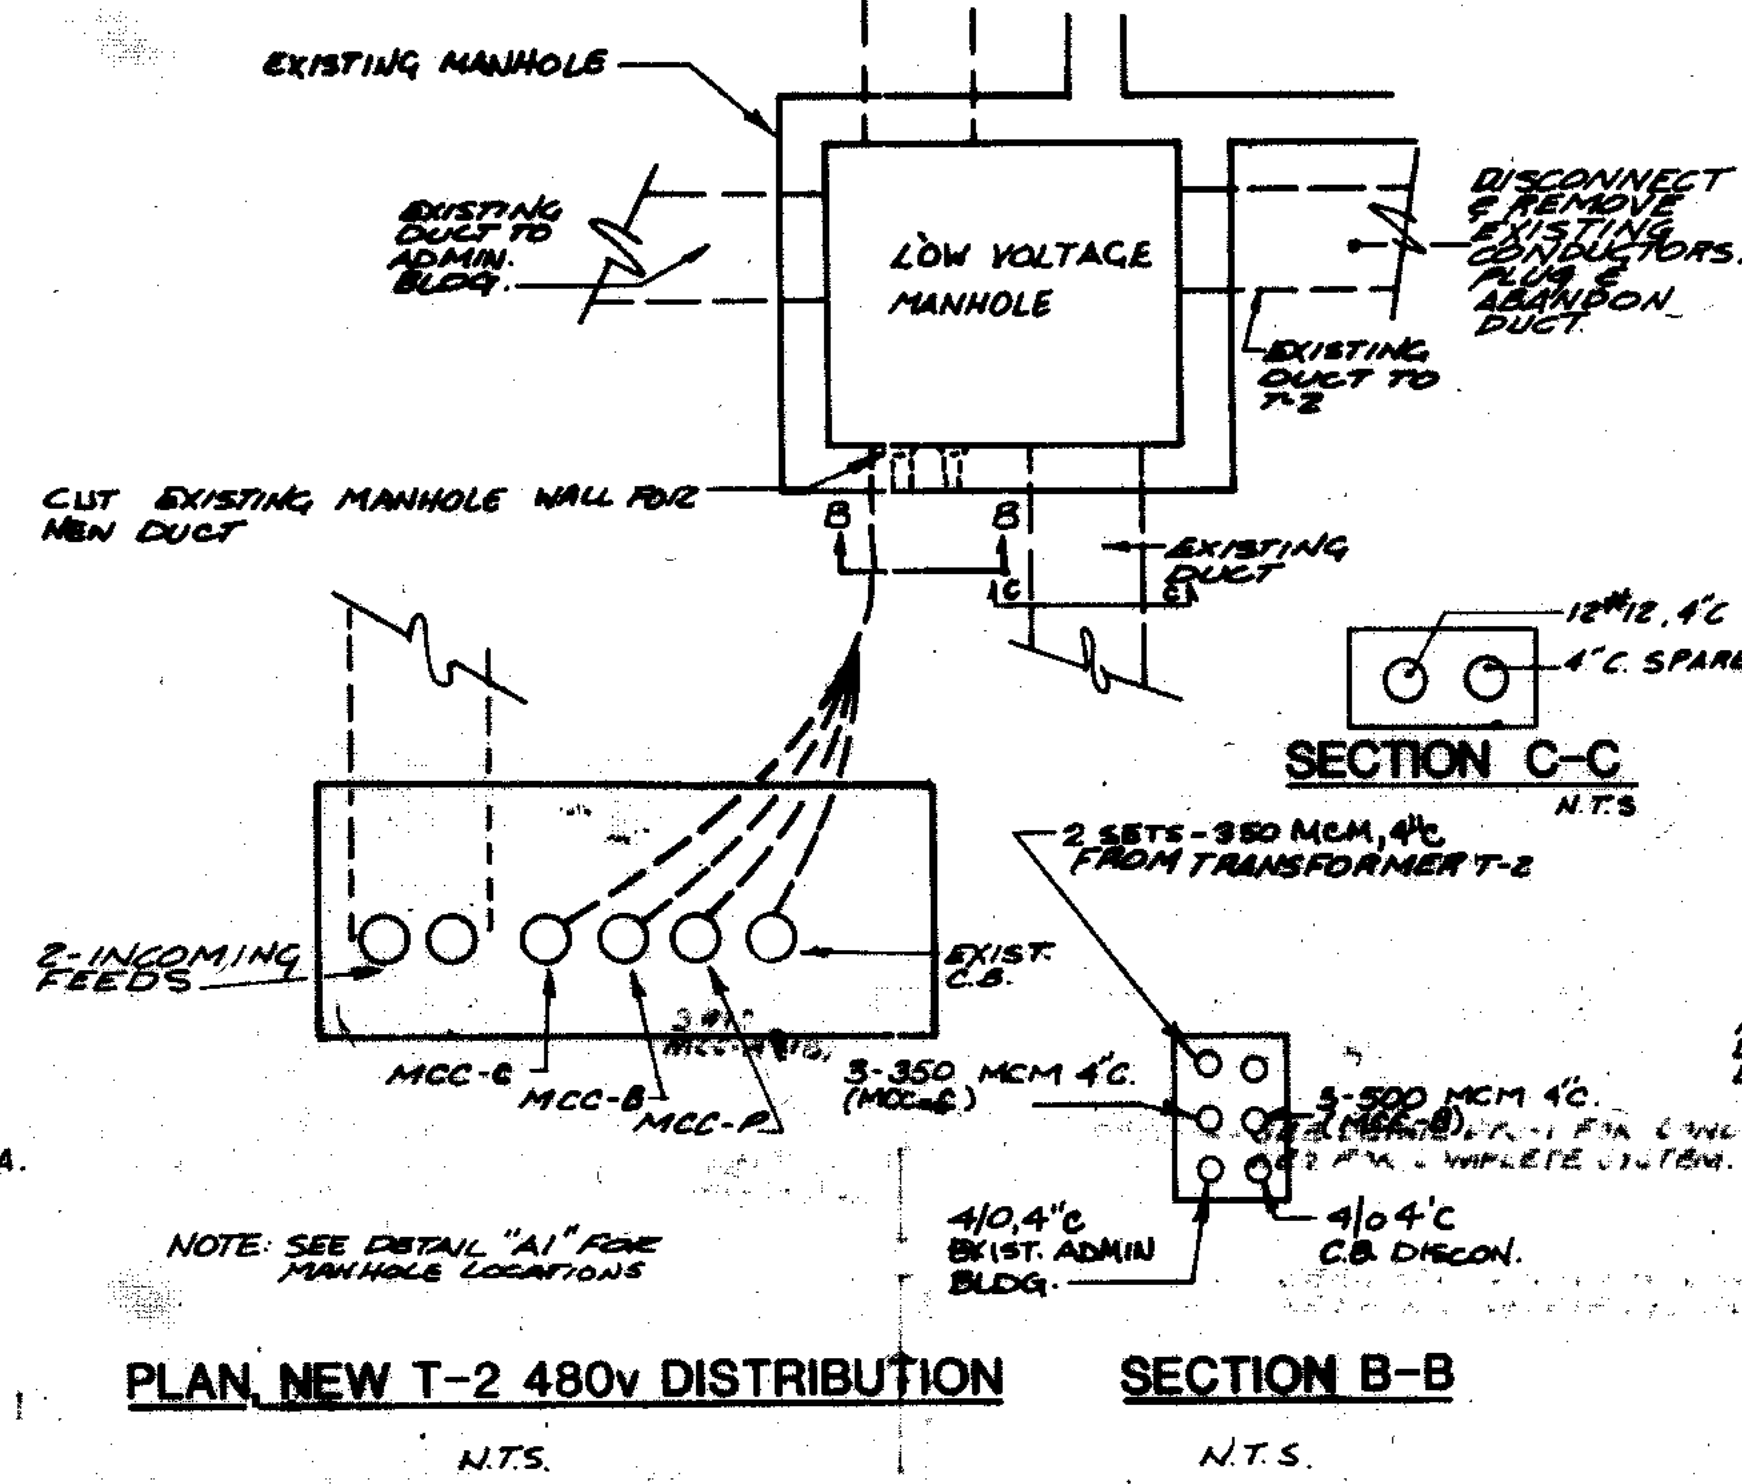 EXISTING MANHOLE
EXISTING
DUCT TO
ADMIN.
BLDG.
LOW VOLTAGE
MANHOLE
DISCONNECT
& REMOVE
EXISTING
CONDUCTORS.
PLUG &
ABANDON
DUCT.
EXISTING
DUCT TO
T-2
CUT EXISTING MANHOLE WALL FOR
NEW DUCT
B B
EXISTING
DUCT
C C
12#12, 4"C
4"C. SPARE
SECTION C-C
N.T.S
2 SETS-350 MCM, 4"C
FROM TRANSFORMER T-2
2-INCOMING
FEEDS
EXIST.
C.B.
MCC-C
MCC-B
MCC-P
3-350 MCM 4"C.
(MCC-C)
3-500 MCM 4"C.
(MCC-B)
4/0, 4"C
EXIST. ADMIN
BLDG.
4/0 4'C
C.B. DISCON.
NOTE: SEE DETAIL "A1" FOR
MANHOLE LOCATIONS
PLAN, NEW T-2 480v DISTRIBUTION
N.T.S.
SECTION B-B
N.T.S.